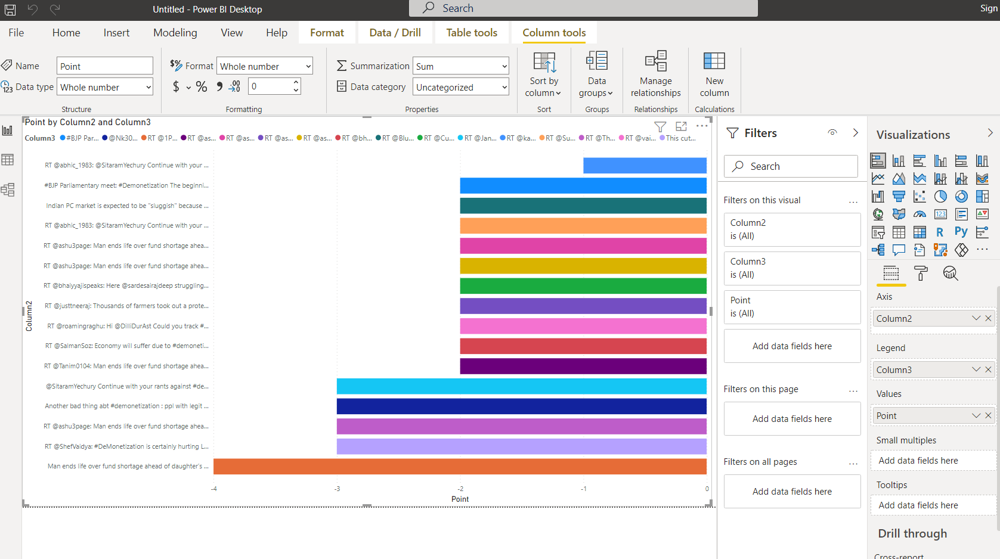 Untitled - Power BI Desktop
Search
Sign
File Home Insert Modeling View Help Format Data / Drill Table tools Column tools
Name Point
Data type Whole number
Structure
$% Format Whole number
$ % 0
Formatting
Summarization Sum
Data category Uncategorized
Properties
Sort by
column
Sort
Data
groups
Groups
Manage
relationships
Relationships
New
column
Calculations
Point by Column2 and Column3
Column3 #BJP Par... @Nk30... RT @1P... RT @as... RT @as... RT @as... RT @as... RT @bh... RT @Blu... RT @Cu... RT @Jan... RT @ka... RT @Su... RT @Th... RT @vai... This cut...
Column2
RT @abhic_1983: @SitaramYechury Continue with your ...
#BJP Parliamentary meet: #Demonetization The beginni...
Indian PC market is expected to be "sluggish" because ...
RT @abhic_1983: @SitaramYechury Continue with your ...
RT @ashu3page: Man ends life over fund shortage ahea...
RT @ashu3page: Man ends life over fund shortage ahea...
RT @bhaiyyajispeaks: Here @sardesairajdeep struggling...
RT @justtneeraj: Thousands of farmers took out a prote...
RT @roamingraghu: Hi @DilliDurAst Could you track #...
RT @SalmanSoz: Economy will suffer due to #demoneti...
RT @Tanim0104: Man ends life over fund shortage ahea...
@SitaramYechury Continue with your rants against #de...
Another bad thing abt #demonetization : ppl with legit ...
RT @ashu3page: Man ends life over fund shortage ahea...
RT @ShefVaidya: #DeMonetization is certainly hurting L...
Man ends life over fund shortage ahead of daughter's ...
-4 -3 -2 -1 0
Point
Filters
Search
Filters on this visual ...
Column2
is (All)
Column3
is (All)
Point
is (All)
Add data fields here
Filters on this page ...
Add data fields here
Filters on all pages ...
Add data fields here
Visualizations
123
R Py
...
Axis
Column2
Legend
Column3
Values
Point
Small multiples
Add data fields here
Tooltips
Add data fields here
Drill through
Cross-report